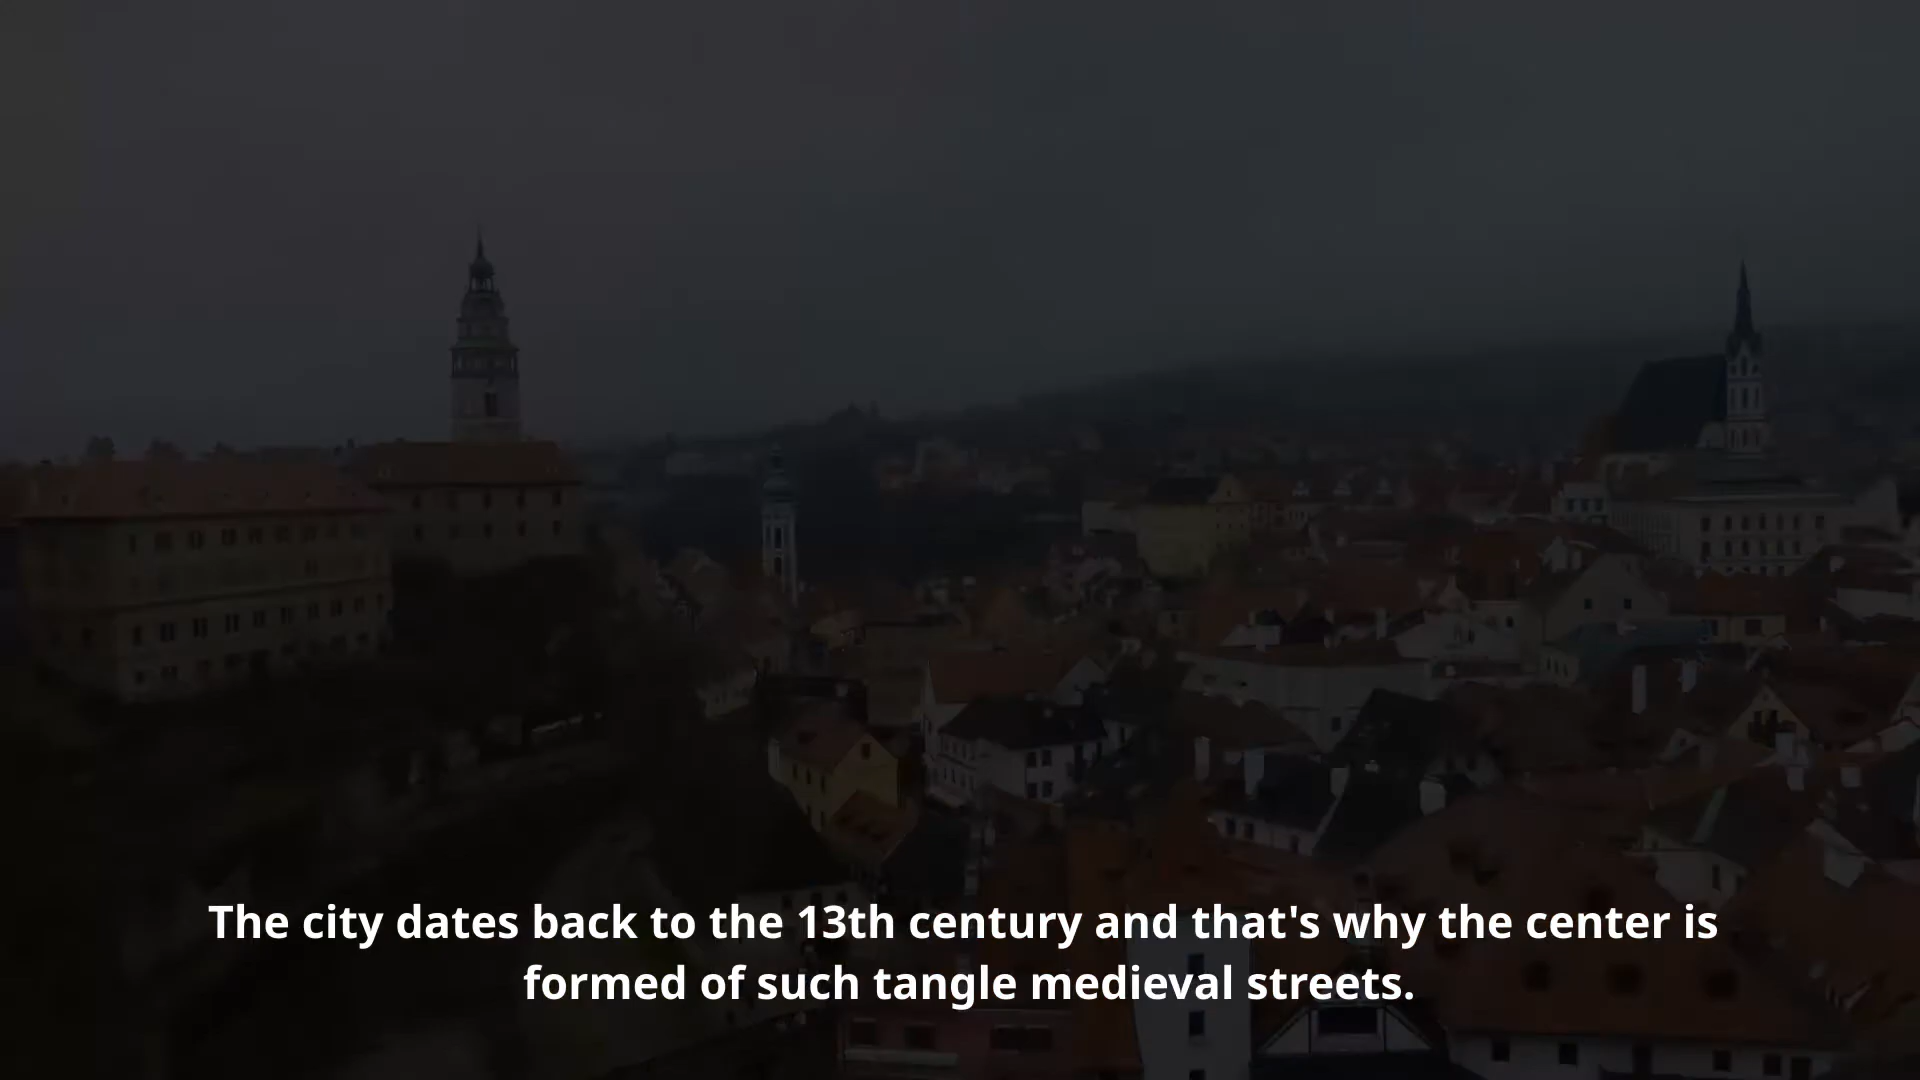 The city dates back to the 13th century and that's why the center is
formed of such tangle medieval streets.